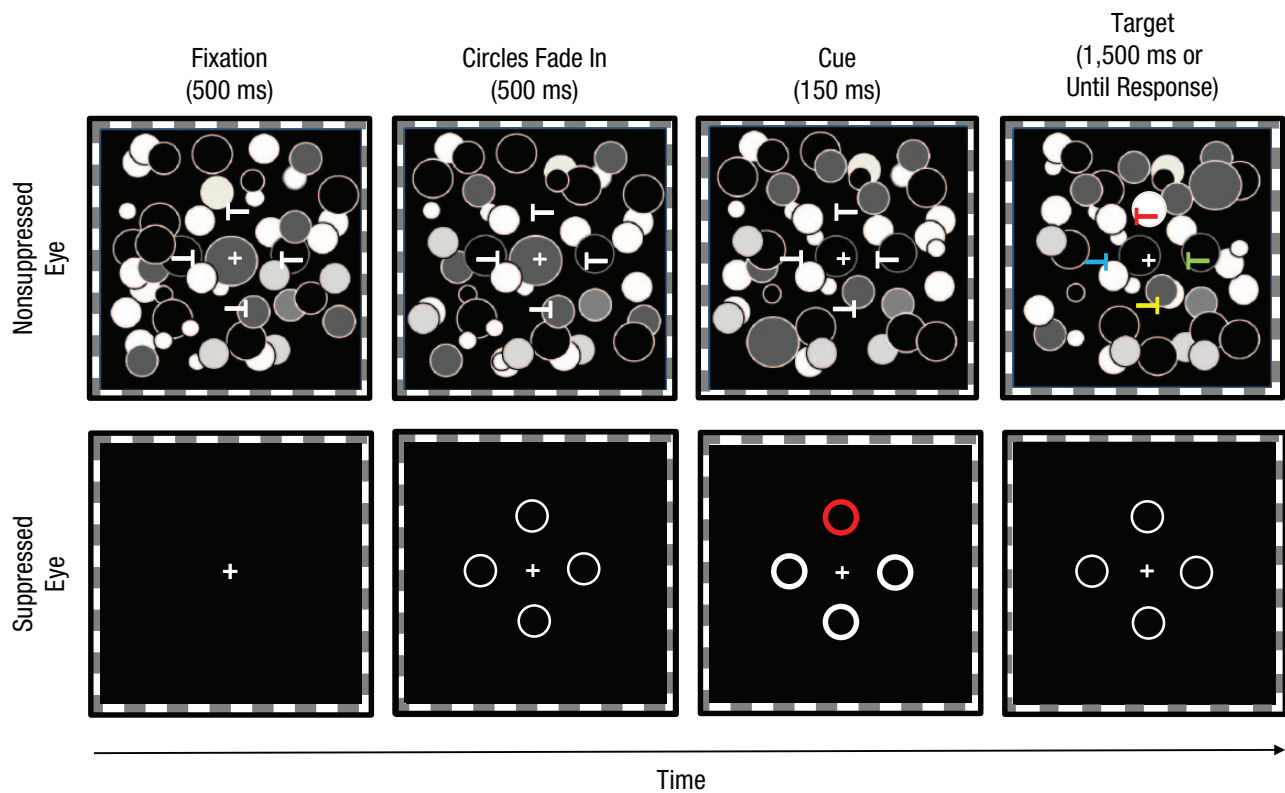 Fixation
(500 ms)
Circles Fade In
(500 ms)
Cue
(150 ms)
Target
(1,500 ms or
Until Response)
Nonsuppressed
Eye
Suppressed
Eye
Time